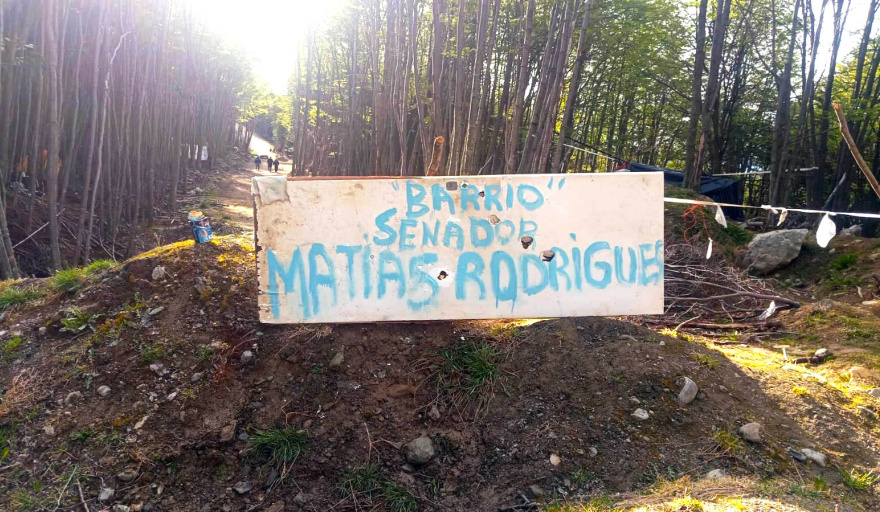 "BARRIO"
SENADOR
MATIAS RODRIGUEZ